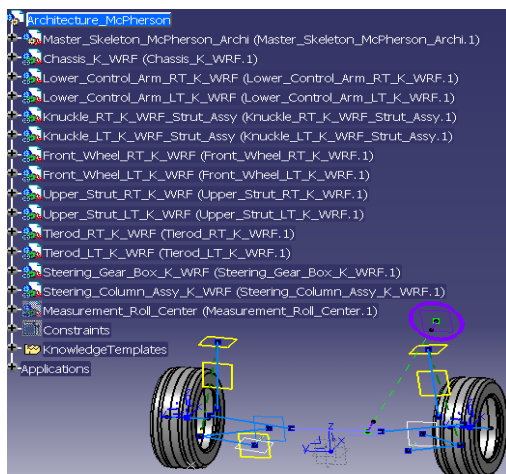 Architecture_McPherson
Master_Skeleton_McPherson_Archi (Master_Skeleton_McPherson_Archi.1)
Chassis_K_WRF (Chassis_K_WRF.1)
Lower_Control_Arm_RT_K_WRF (Lower_Control_Arm_RT_K_WRF.1)
Lower_Control_Arm_LT_K_WRF (Lower_Control_Arm_LT_K_WRF.1)
Knuckle_RT_K_WRF_Strut_Assy (Knuckle_RT_K_WRF_Strut_Assy.1)
Knuckle_LT_K_WRF_Strut_Assy (Knuckle_LT_K_WRF_Strut_Assy.1)
Front_Wheel_RT_K_WRF (Front_Wheel_RT_K_WRF.1)
Front_Wheel_LT_K_WRF (Front_Wheel_LT_K_WRF.1)
Upper_Strut_RT_K_WRF (Upper_Strut_RT_K_WRF.1)
Upper_Strut_LT_K_WRF (Upper_Strut_LT_K_WRF.1)
Tierod_RT_K_WRF (Tierod_RT_K_WRF.1)
Tierod_LT_K_WRF (Tierod_LT_K_WRF.1)
Steering_Gear_Box_K_WRF (Steering_Gear_Box_K_WRF.1)
Steering_Column_Assy_K_WRF (Steering_Column_Assy_K_WRF.1)
Measurement_Roll_Center (Measurement_Roll_Center.1)
Constraints
KnowledgeTemplates
Applications